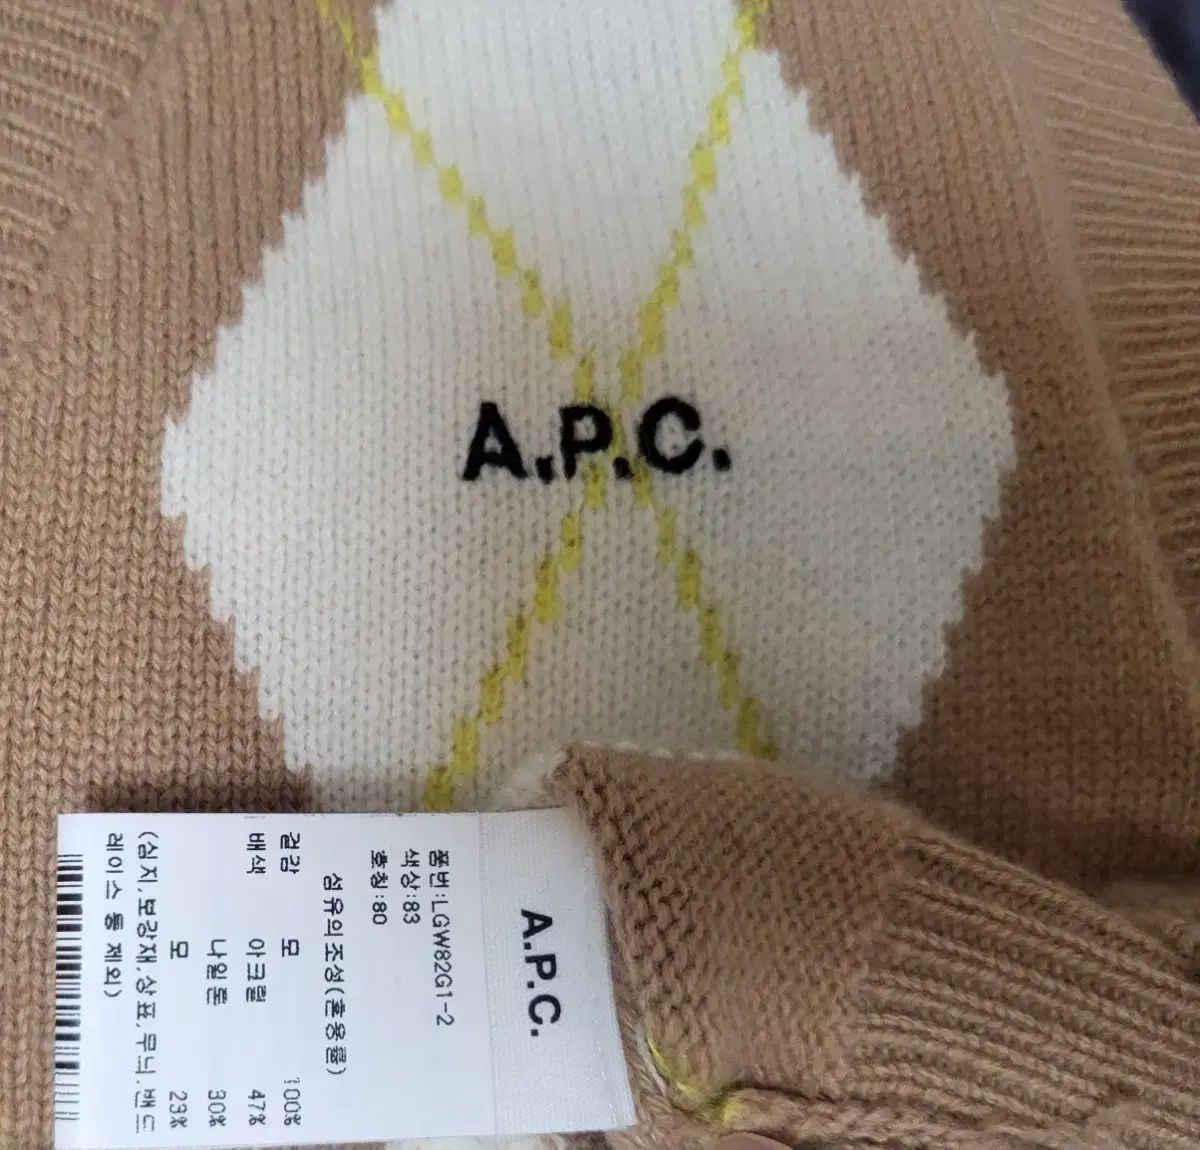 A.P.C.
A.P.C.
품번:LGW82G1-2
색상:83
호칭:80
섬유의 조성(혼용률)
겉감 모 100%
배색 아크릴 47%
나일론 30%
모 23%
(심지,보강재,상표,무늬,밴드
레이스 등 제외)